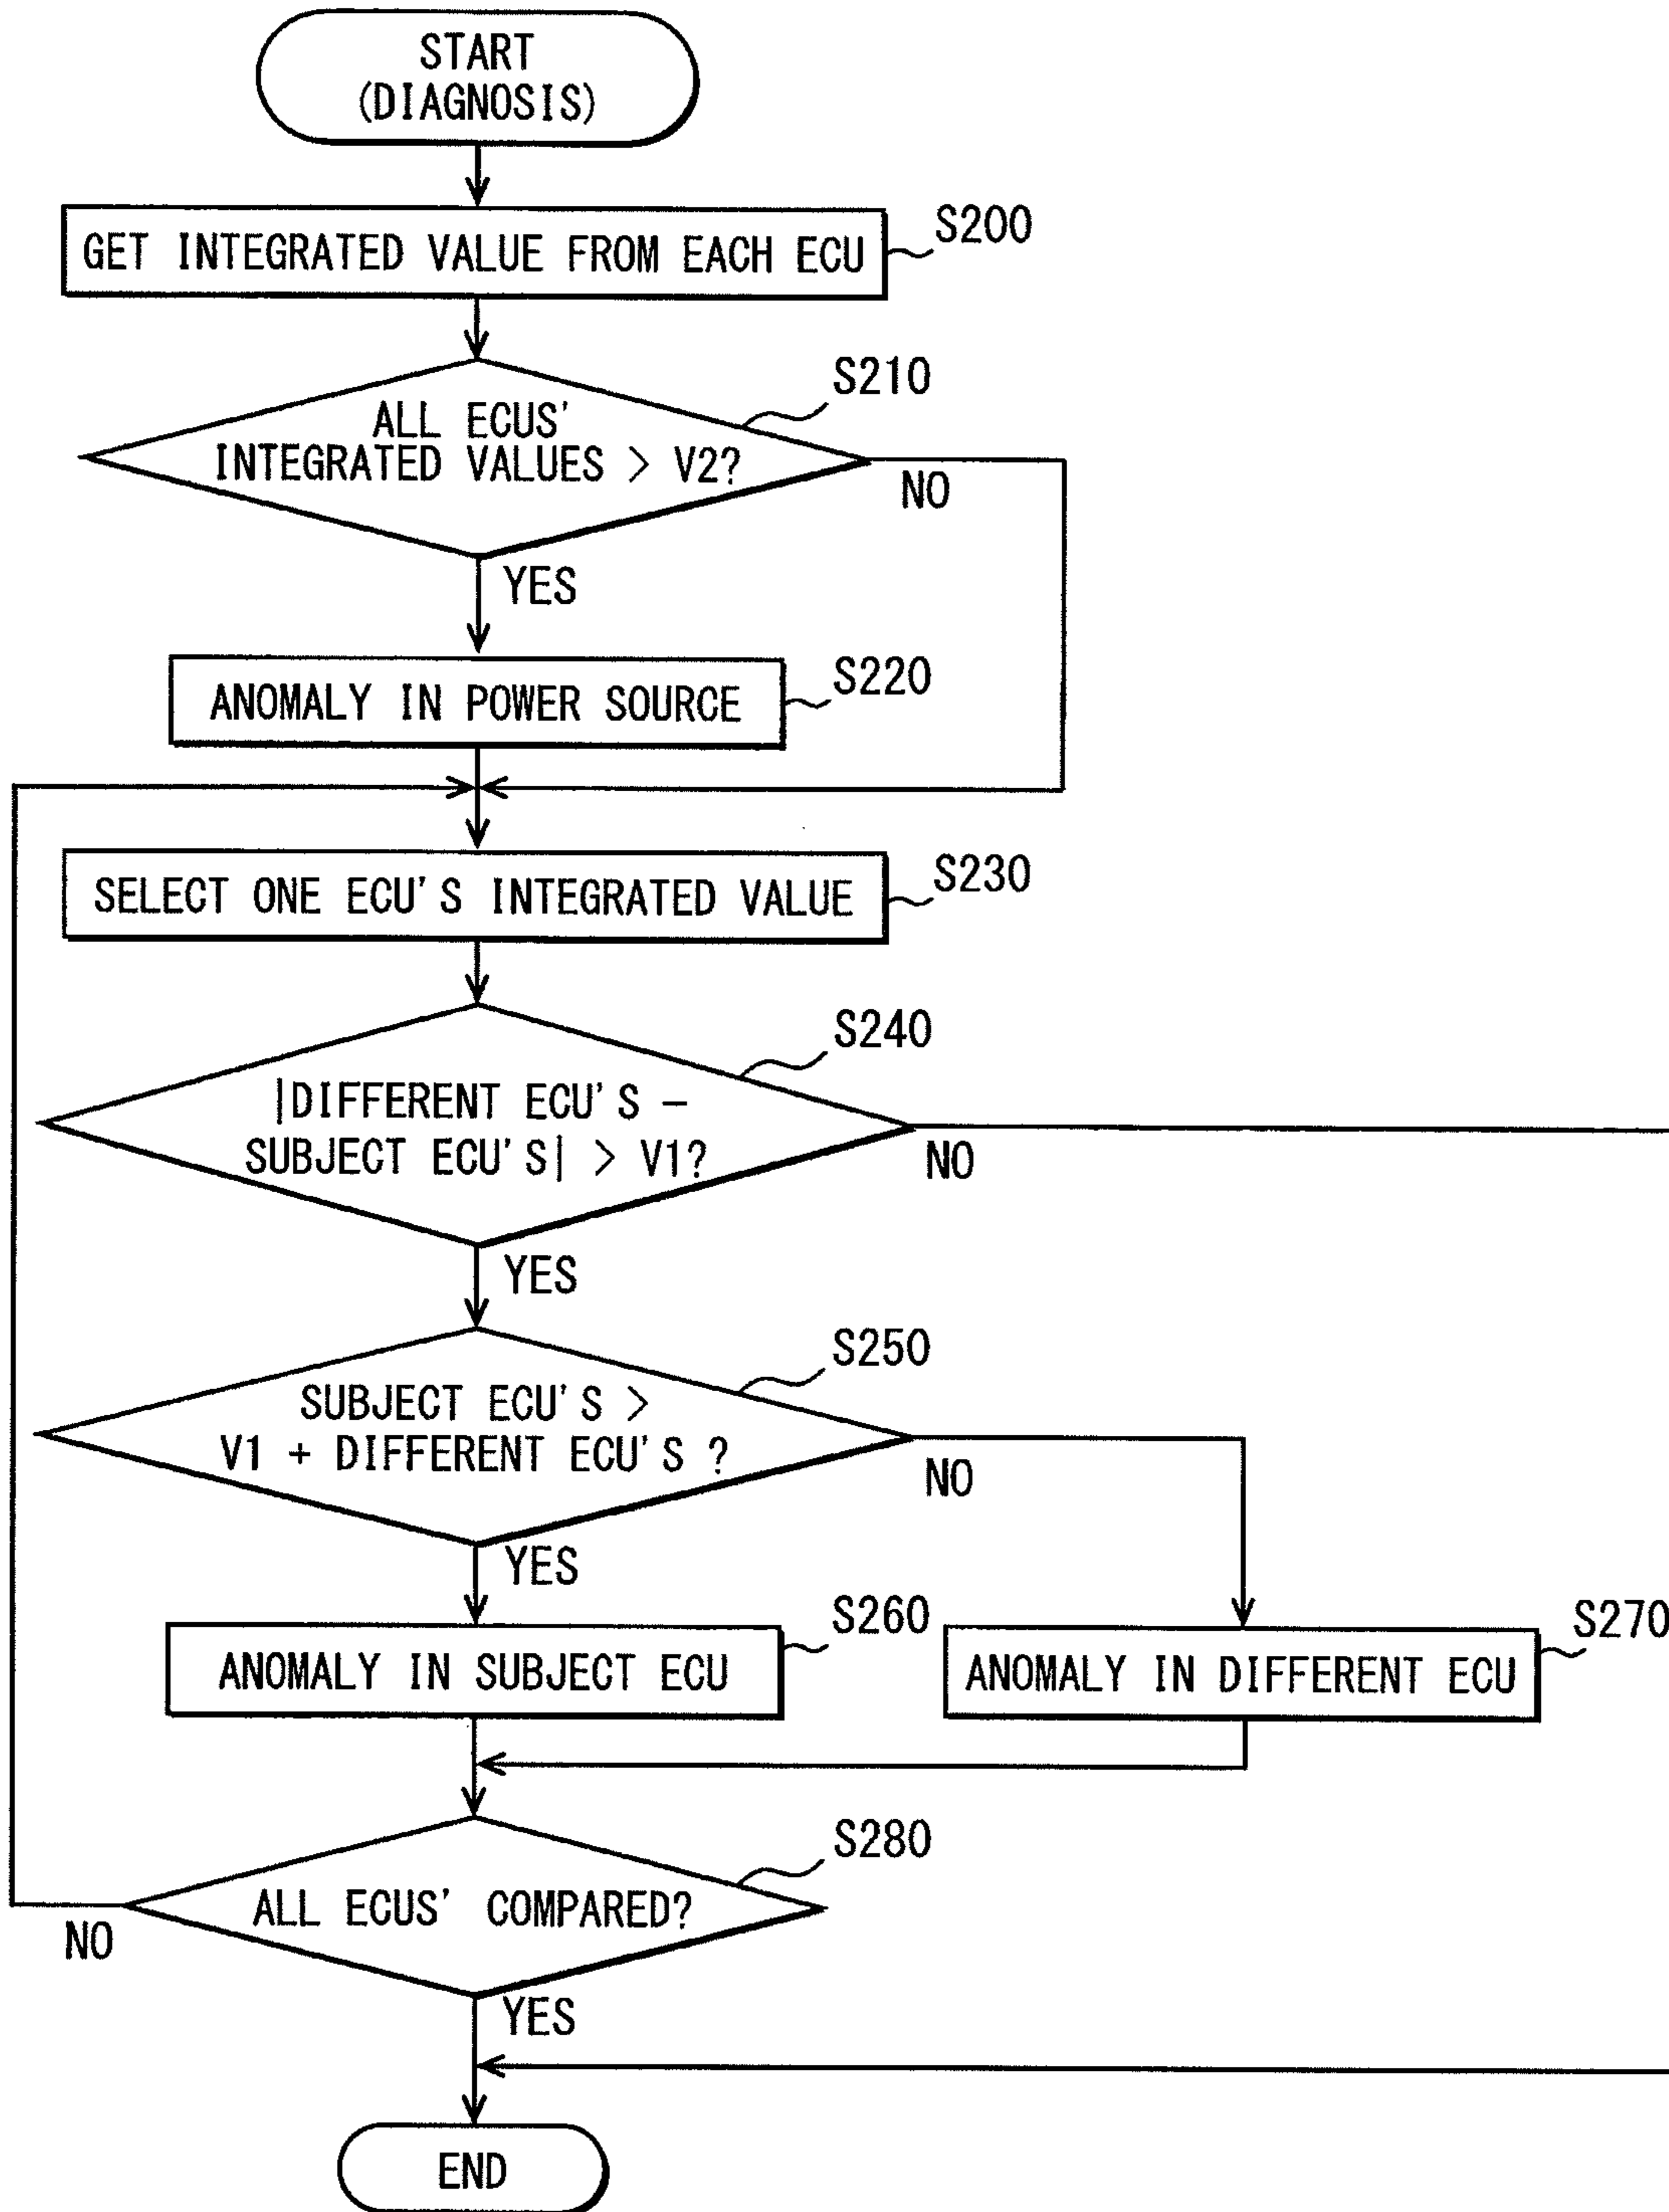 START
(DIAGNOSIS)
GET INTEGRATED VALUE FROM EACH ECU
S200
S210
ALL ECUS'
INTEGRATED VALUES > V2?
NO
YES
S220
ANOMALY IN POWER SOURCE
S230
SELECT ONE ECU'S INTEGRATED VALUE
S240
|DIFFERENT ECU'S –
SUBJECT ECU'S| > V1?
NO
YES
S250
SUBJECT ECU'S >
V1 + DIFFERENT ECU'S ?
NO
YES
S260
ANOMALY IN SUBJECT ECU
S270
ANOMALY IN DIFFERENT ECU
S280
ALL ECUS' COMPARED?
NO
YES
END